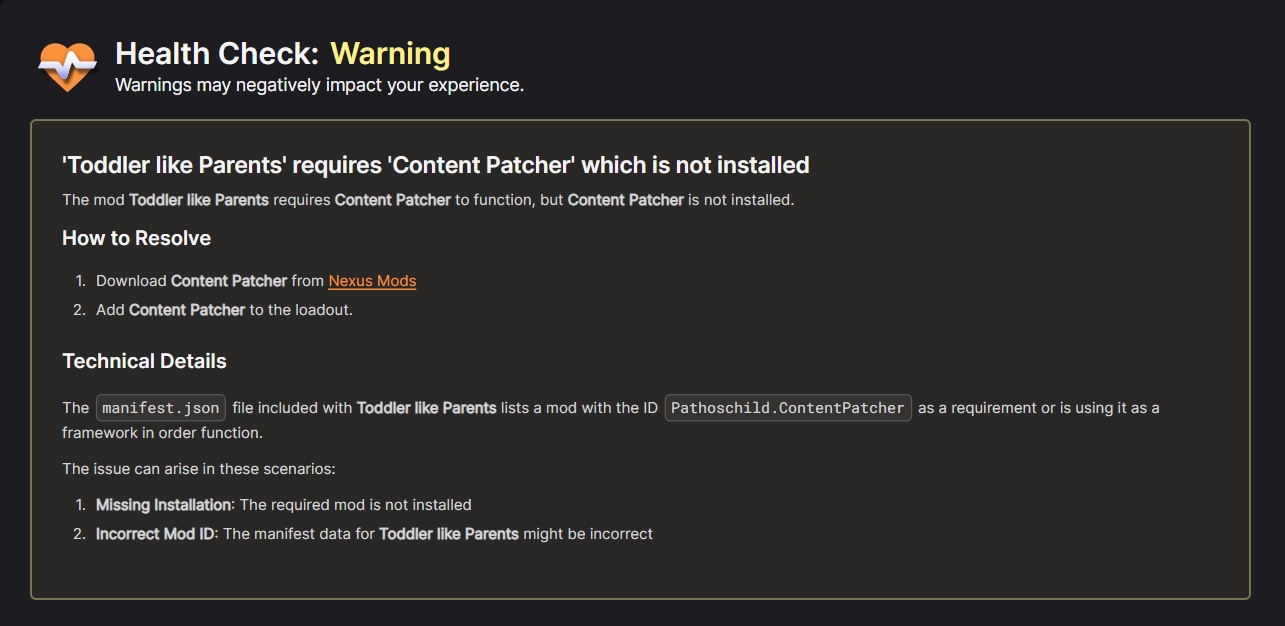 Health Check: Warning
Warnings may negatively impact your experience.
'Toddler like Parents' requires 'Content Patcher' which is not installed
The mod Toddler like Parents requires Content Patcher to function, but Content Patcher is not installed.
How to Resolve
1. Download Content Patcher from Nexus Mods
2. Add Content Patcher to the loadout.
Technical Details
The manifest.json file included with Toddler like Parents lists a mod with the ID Pathoschild.ContentPatcher as a requirement or is using it as a
framework in order function.
The issue can arise in these scenarios:
1. Missing Installation: The required mod is not installed
2. Incorrect Mod ID: The manifest data for Toddler like Parents might be incorrect